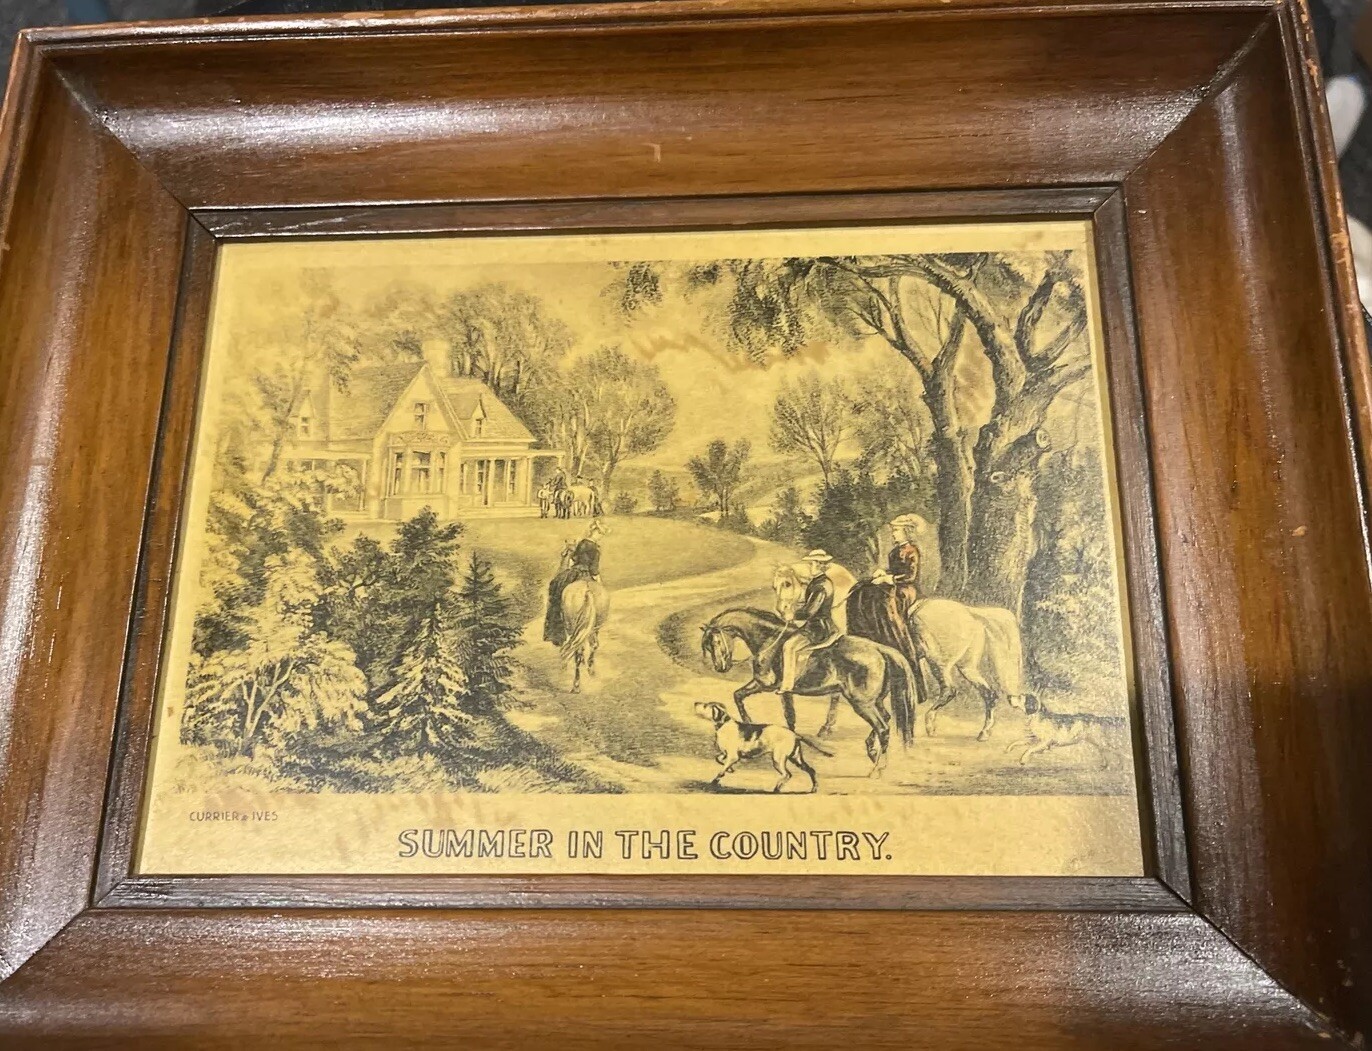 CURRIER & IVES
SUMMER IN THE COUNTRY.